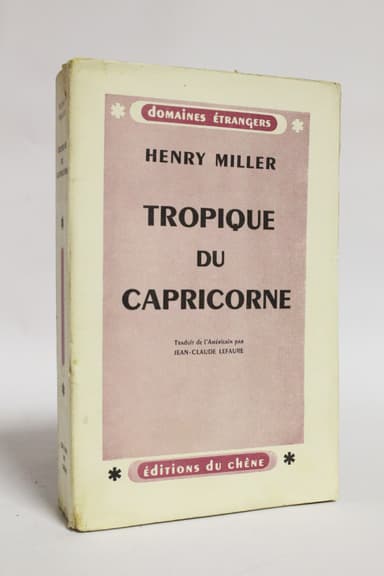 domaines étrangers
HENRY MILLER
TROPIQUE
DU
CAPRICORNE
Traduit de l'Américain par
JEAN-CLAUDE LEFAURE
éditions du chêne